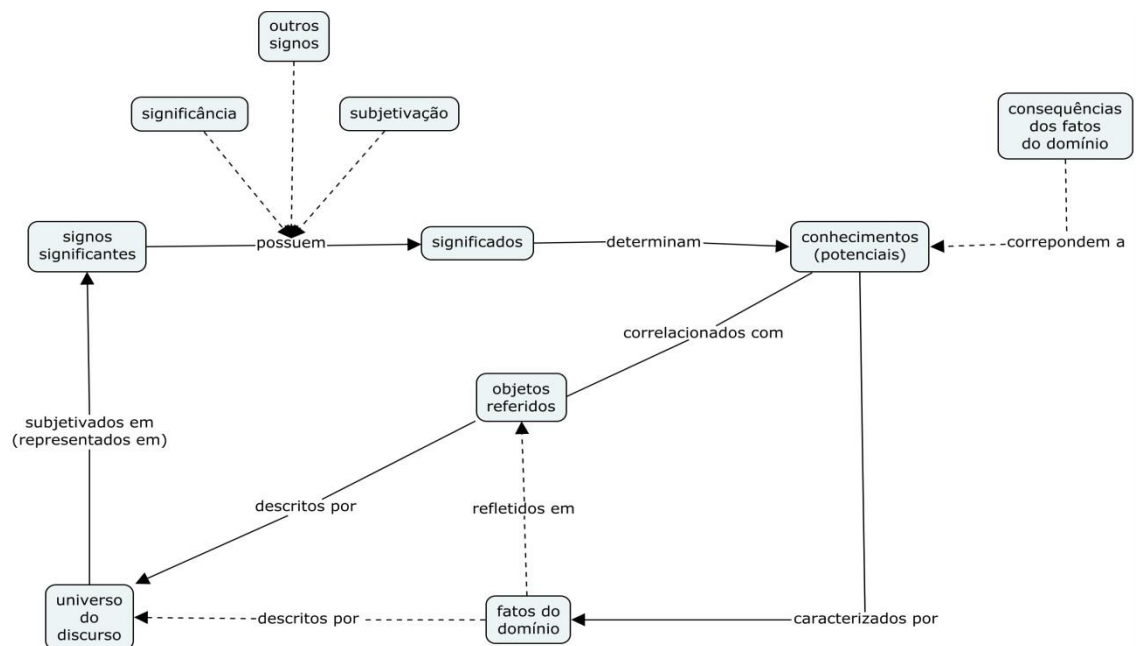 outros
signos
significância
subjetivação
consequências
dos fatos
do domínio
signos
significantes
possuem
significados
determinam
conhecimentos
(potenciais)
correpondem a
correlacionados com
objetos
referidos
subjetivados em
(representados em)
descritos por
refletidos em
universo
do
discurso
descritos por
fatos do
domínio
caracterizados por